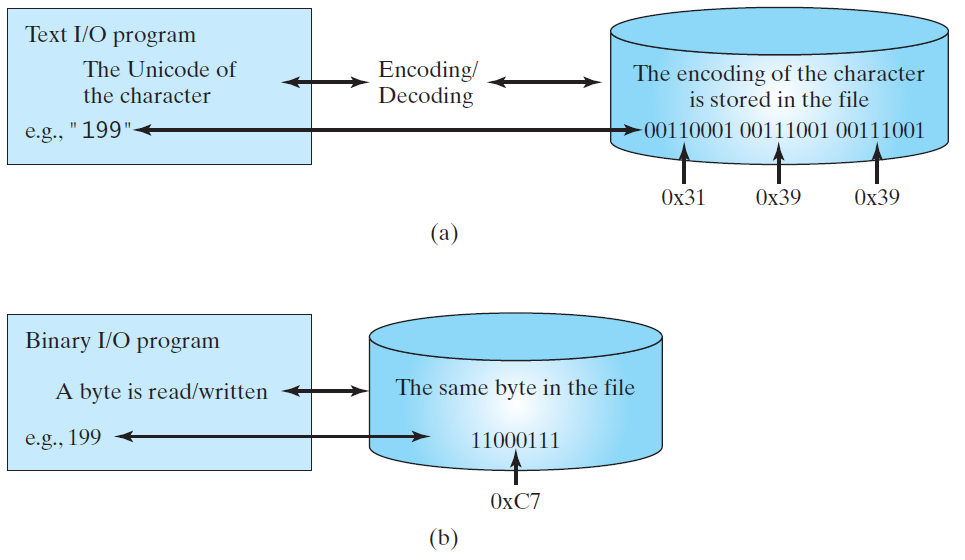 Text I/O program
The Unicode of
the character
e.g., "199"
Encoding/
Decoding
The encoding of the character
is stored in the file
00110001 00111001 00111001
0x31 0x39 0x39
(a)
Binary I/O program
A byte is read/written
e.g., 199
The same byte in the file
11000111
0xC7
(b)